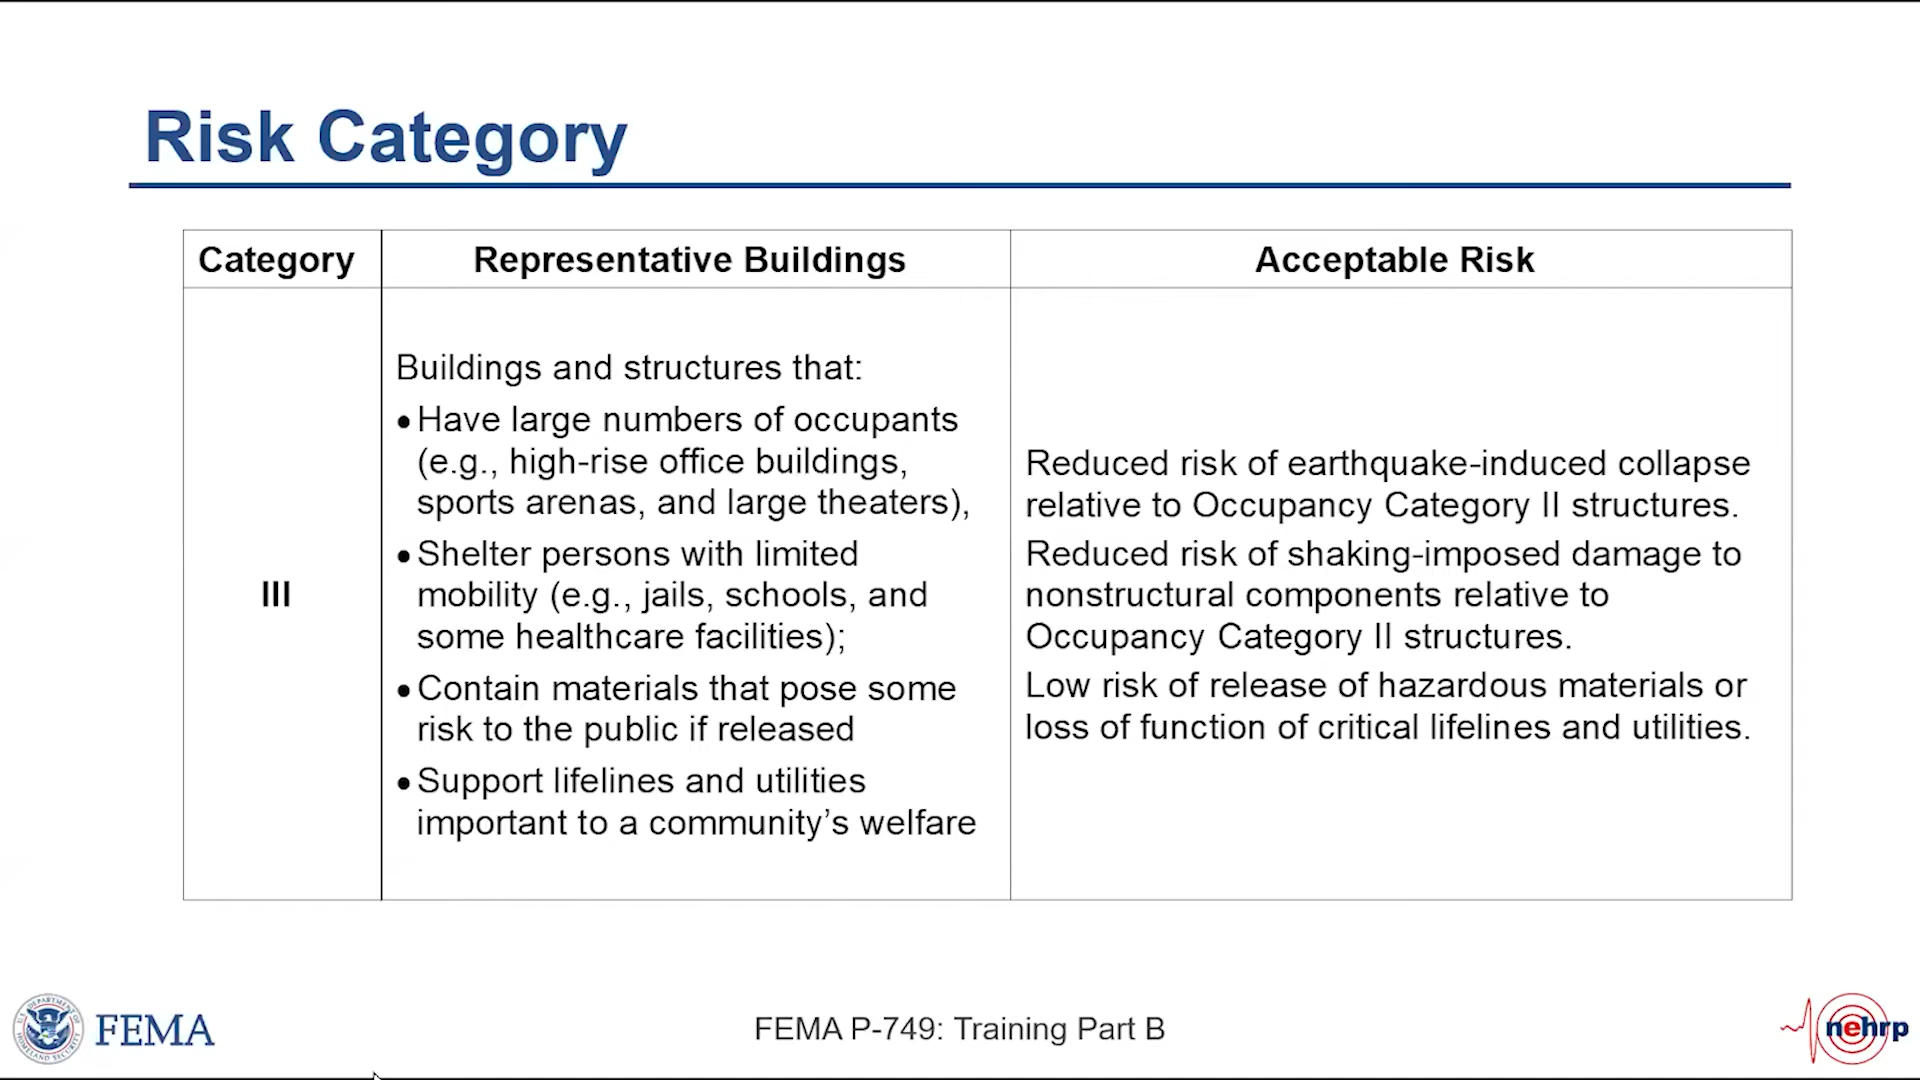 Risk Category
Category
Representative Buildings
Acceptable Risk
III
Buildings and structures that:
• Have large numbers of occupants
(e.g., high-rise office buildings,
sports arenas, and large theaters),
• Shelter persons with limited
mobility (e.g., jails, schools, and
some healthcare facilities);
• Contain materials that pose some
risk to the public if released
• Support lifelines and utilities
important to a community’s welfare
Reduced risk of earthquake-induced collapse
relative to Occupancy Category II structures.
Reduced risk of shaking-imposed damage to
nonstructural components relative to
Occupancy Category II structures.
Low risk of release of hazardous materials or
loss of function of critical lifelines and utilities.
FEMA
FEMA P-749: Training Part B
nehrp